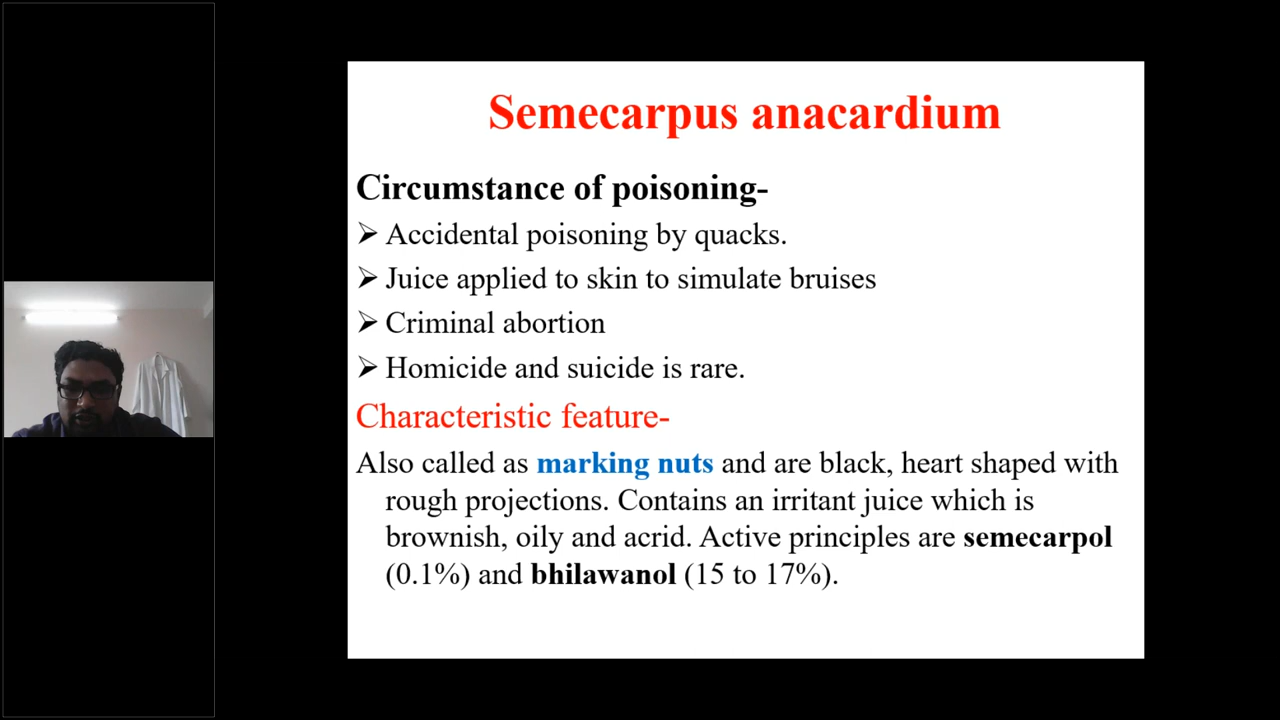 Semecarpus anacardium
Circumstance of poisoning-
➢ Accidental poisoning by quacks.
➢ Juice applied to skin to simulate bruises
➢ Criminal abortion
➢ Homicide and suicide is rare.
Characteristic feature-
Also called as marking nuts and are black, heart shaped with
rough projections. Contains an irritant juice which is
brownish, oily and acrid. Active principles are semecarpol
(0.1%) and bhilawanol (15 to 17%).